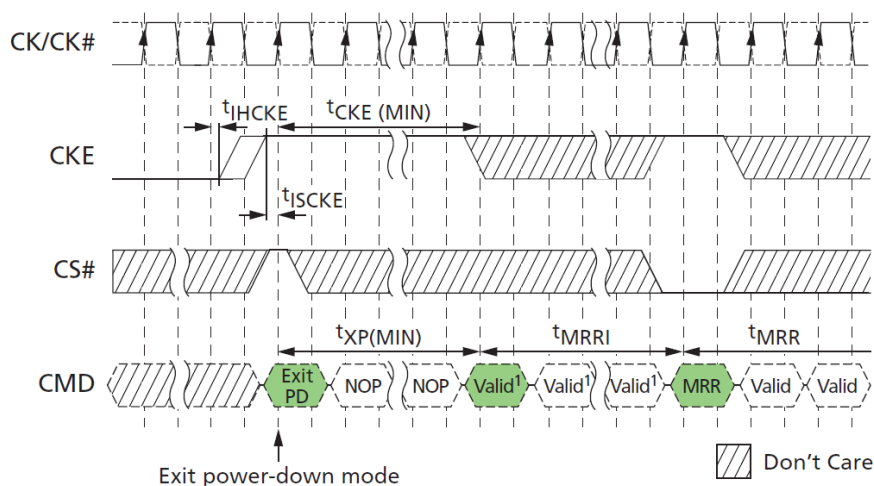 CK/CK#
tIHCKE
tCKE (MIN)
CKE
tISCKE
CS#
tXP(MIN)
tMRRI
tMRR
CMD
Exit PD
NOP
NOP
Valid1
Valid1
Valid1
MRR
Valid
Valid
Exit power-down mode
Don't Care